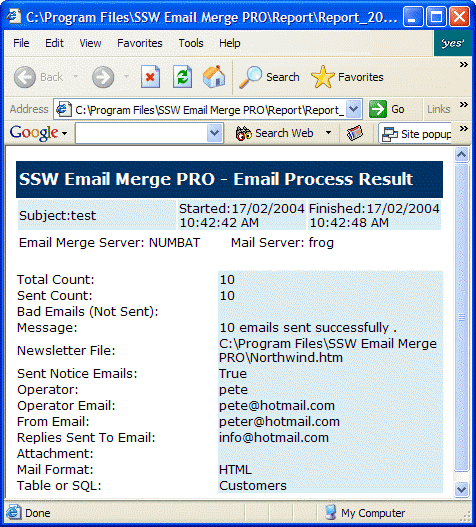 C:\Program Files\SSW Email Merge PRO\Report\Report_20...
File View Favorites Tools Help 'yes' »
Back Search Favorites »
Address C:\Program Files\SSW Email Merge PRO\Report\Report_ Go Links »
Google Search Web Site popup »
SSW Email Merge PRO - Email Process Result
Subject:test Started:17/02/2004 10:42:42 AM Finished:17/02/2004 10:42:48 AM
Email Merge Server: NUMBAT Mail Server: frog
Total Count: 10
Sent Count: 10
Bad Emails (Not Sent):
Message: 10 emails sent successfully .
Newsletter File: C:\Program Files\SSW Email Merge PRO\Northwind.htm
Sent Notice Emails: True
Operator: pete
Operator Email: pete@hotmail.com
From Email: peter@hotmail.com
Replies Sent To Email: info@hotmail.com
Attachment:
Mail Format: HTML
Table or SQL: Customers
Done My Computer